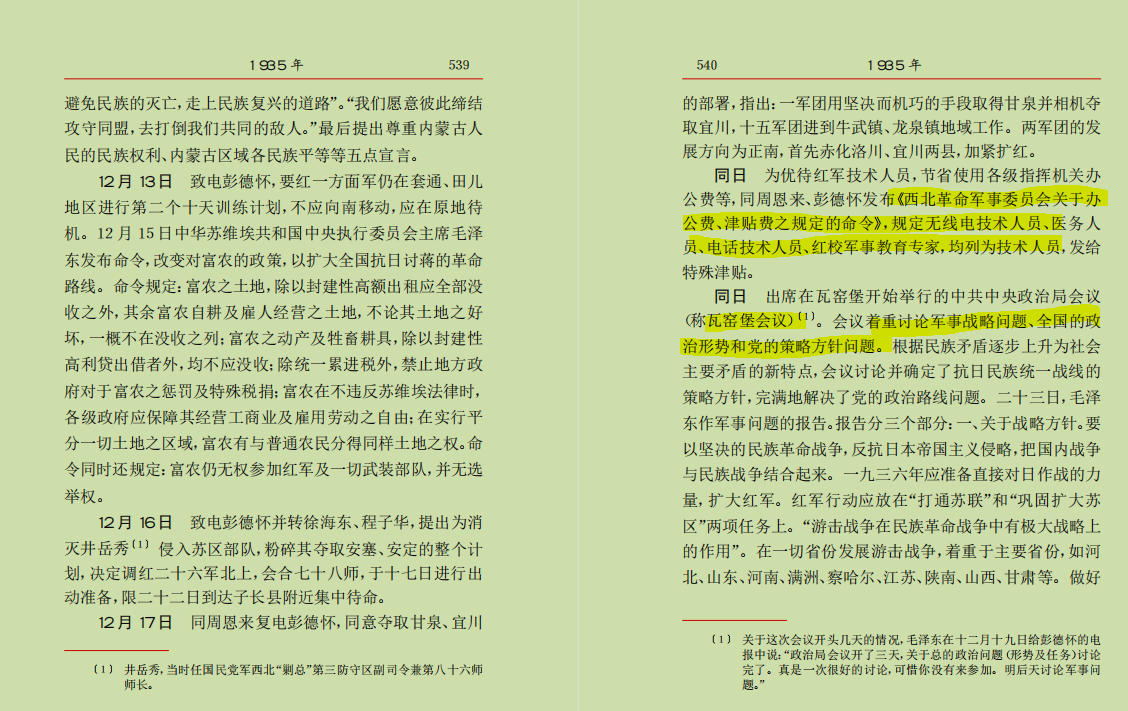 1935年 539
避免民族的灭亡,走上民族复兴的道路”。“我们愿意彼此缔结
攻守同盟,去打倒我们共同的敌人。”最后提出尊重内蒙古人
民的民族权利、内蒙古区域各民族平等等五点宣言。
12月13日 致电彭德怀,要红一方面军仍在套通、田儿
地区进行第二个十天训练计划,不应向南移动,应在原地待
机。12月15日中华苏维埃共和国中央执行委员会主席毛泽
东发布命令,改变对富农的政策,以扩大全国抗日讨蒋的革命
路线。命令规定:富农之土地,除以封建性高额出租应全部没
收之外,其余富农自耕及雇人经营之土地,不论其土地之好
坏,一概不在没收之列;富农之动产及牲畜耕具,除以封建性
高利贷出借者外,均不应没收;除统一累进税外,禁止地方政
府对于富农之惩罚及特殊税捐;富农在不违反苏维埃法律时,
各级政府应保障其经营工商业及雇用劳动之自由;在实行平
分一切土地之区域,富农有与普通农民分得同样土地之权。命
令同时还规定:富农仍无权参加红军及一切武装部队,并无选
举权。
12月16日 致电彭德怀并转徐海东、程子华,提出为消
灭井岳秀〔1〕侵入苏区部队,粉碎其夺取安塞、安定的整个计
划,决定调红二十六军北上,会合七十八师,于十七日进行出
动准备,限二十二日到达子长县附近集中待命。
12月17日 同周恩来复电彭德怀,同意夺取甘泉、宜川
〔1〕 井岳秀,当时任国民党军西北“剿总”第三防守区副司令兼第八十六师
师长。
540 1935年
的部署,指出:一军团用坚决而机巧的手段取得甘泉并相机夺
取宜川,十五军团进到牛武镇、龙泉镇地域工作。两军团的发
展方向为正南,首先赤化洛川、宜川两县,加紧扩红。
同日 为优待红军技术人员,节省使用各级指挥机关办
公费等,同周恩来、彭德怀发布《西北革命军事委员会关于办
公费、津贴费之规定的命令》,规定无线电技术人员、医务人
员、电话技术人员、红校军事教育专家,均列为技术人员,发给
特殊津贴。
同日 出席在瓦窑堡开始举行的中共中央政治局会议
(称瓦窑堡会议)〔1〕。会议着重讨论军事战略问题、全国的政
治形势和党的策略方针问题。根据民族矛盾逐步上升为社会
主要矛盾的新特点,会议讨论并确定了抗日民族统一战线的
策略方针,完满地解决了党的政治路线问题。二十三日,毛泽
东作军事问题的报告。报告分三个部分:一、关于战略方针。要
以坚决的民族革命战争,反抗日本帝国主义侵略,把国内战争
与民族战争结合起来。一九三六年应准备直接对日作战的力
量,扩大红军。红军行动应放在“打通苏联”和“巩固扩大苏
区”两项任务上。“游击战争在民族革命战争中有极大战略上
的作用”。在一切省份发展游击战争,着重于主要省份,如河
北、山东、河南、满洲、察哈尔、江苏、陕南、山西、甘肃等。做好
〔1〕 关于这次会议开头几天的情况,毛泽东在十二月十九日给彭德怀的电
报中说:“政治局会议开了三天,关于总的政治问题(形势及任务)讨论
完了。真是一次很好的讨论,可惜你没有来参加。明后天讨论军事问
题。”